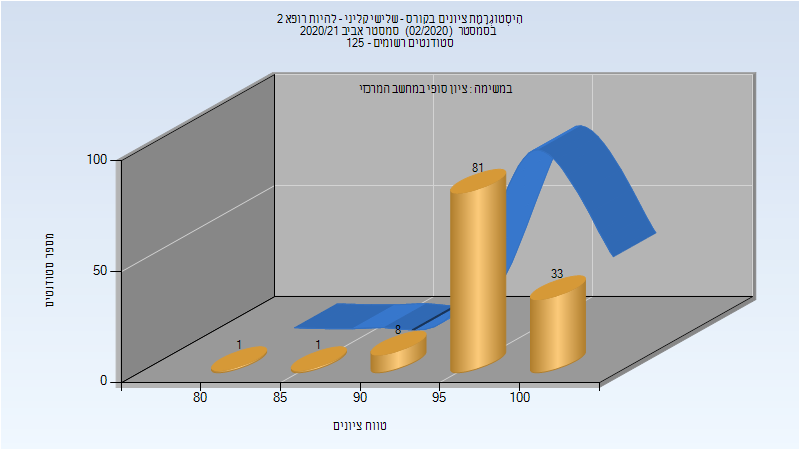 היסטוגרמת ציונים בקורס - שלישי קליני - להיות רופא 2
בסמסטר (02/2020) סמסטר אביב 2020/21
סטודנטים רשומים - 125
במשימה : ציון סופי במחשב המרכזי
100
50
0
מספר סטודנטים
1
1
8
81
33
80
85
90
95
100
טווח ציונים